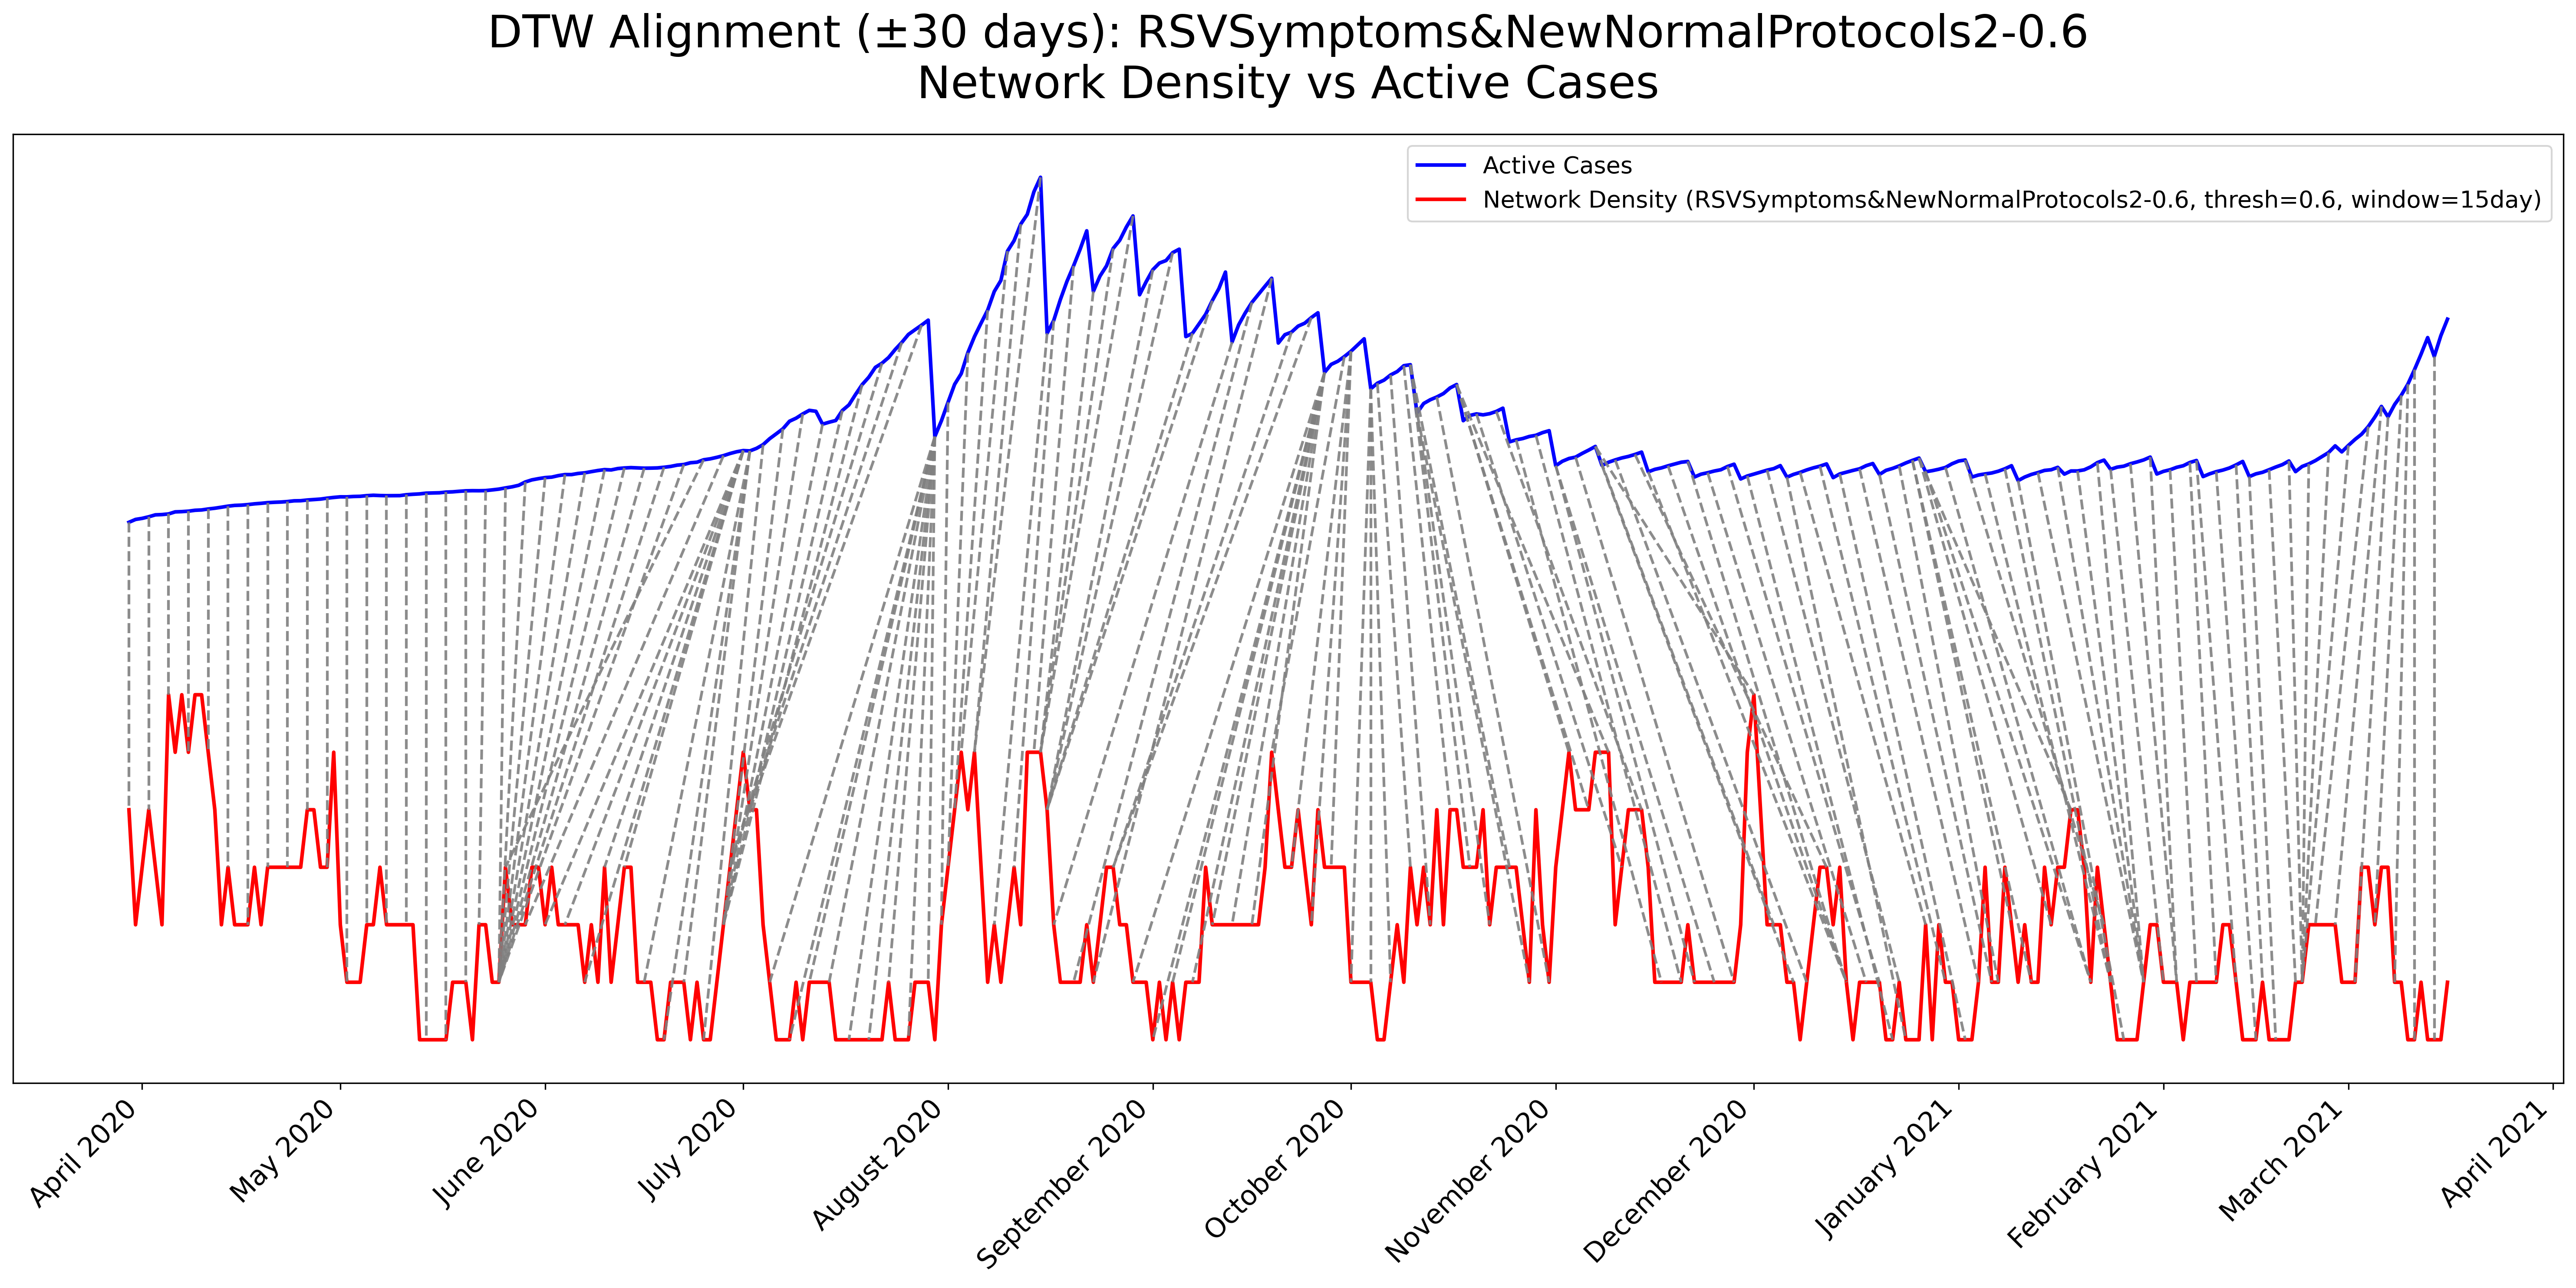 DTW Alignment (±30 days): RSVSymptoms&NewNormalProtocols2-0.6
Network Density vs Active Cases
Active Cases
Network Density (RSVSymptoms&NewNormalProtocols2-0.6, thresh=0.6, window=15day)
April 2020
May 2020
June 2020
July 2020
August 2020
September 2020
October 2020
November 2020
December 2020
January 2021
February 2021
March 2021
April 2021